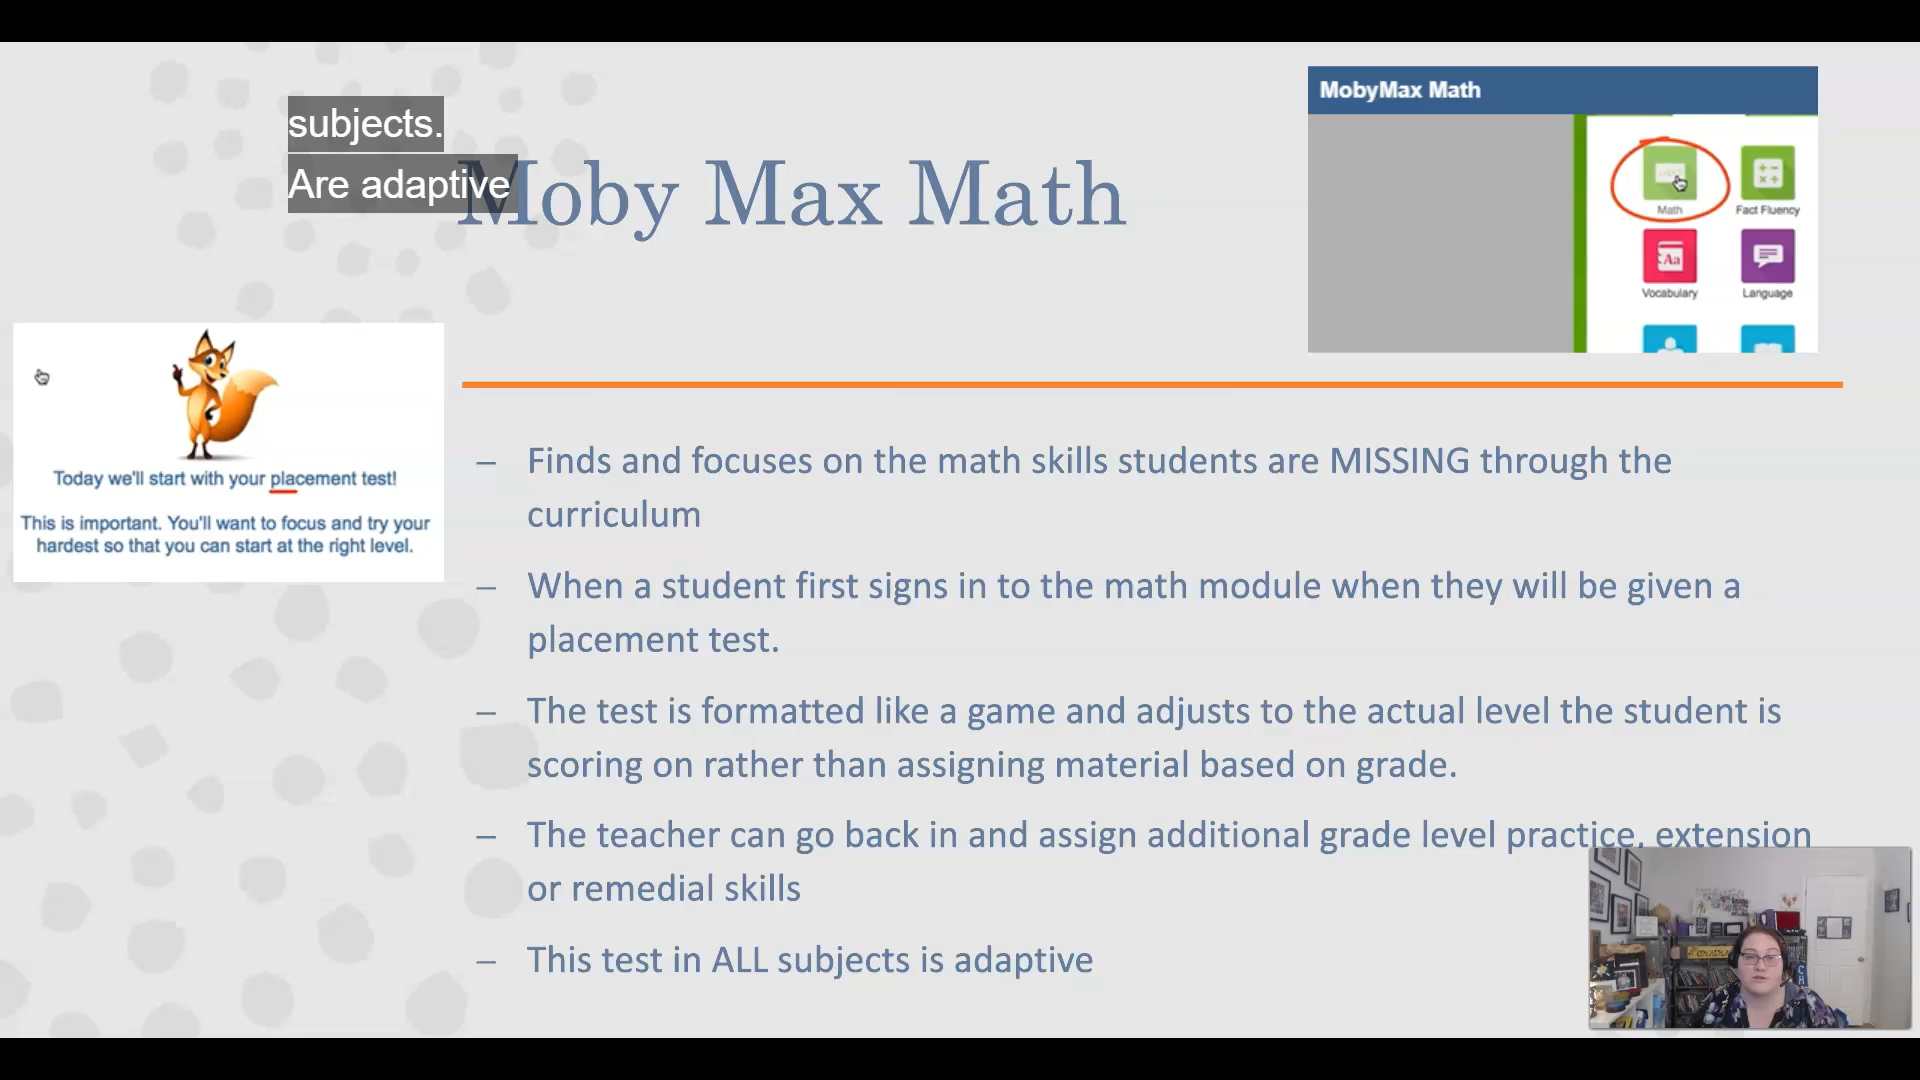 subjects.
Are adaptive
Moby Max Math
MobyMax Math
Math
Fact Fluency
Vocabulary
Language
Aa
Today we'll start with your placement test!
This is important. You'll want to focus and try your
hardest so that you can start at the right level.
– Finds and focuses on the math skills students are MISSING through the
curriculum
– When a student first signs in to the math module when they will be given a
placement test.
– The test is formatted like a game and adjusts to the actual level the student is
scoring on rather than assigning material based on grade.
– The teacher can go back in and assign additional grade level practice, extension
or remedial skills
– This test in ALL subjects is adaptive